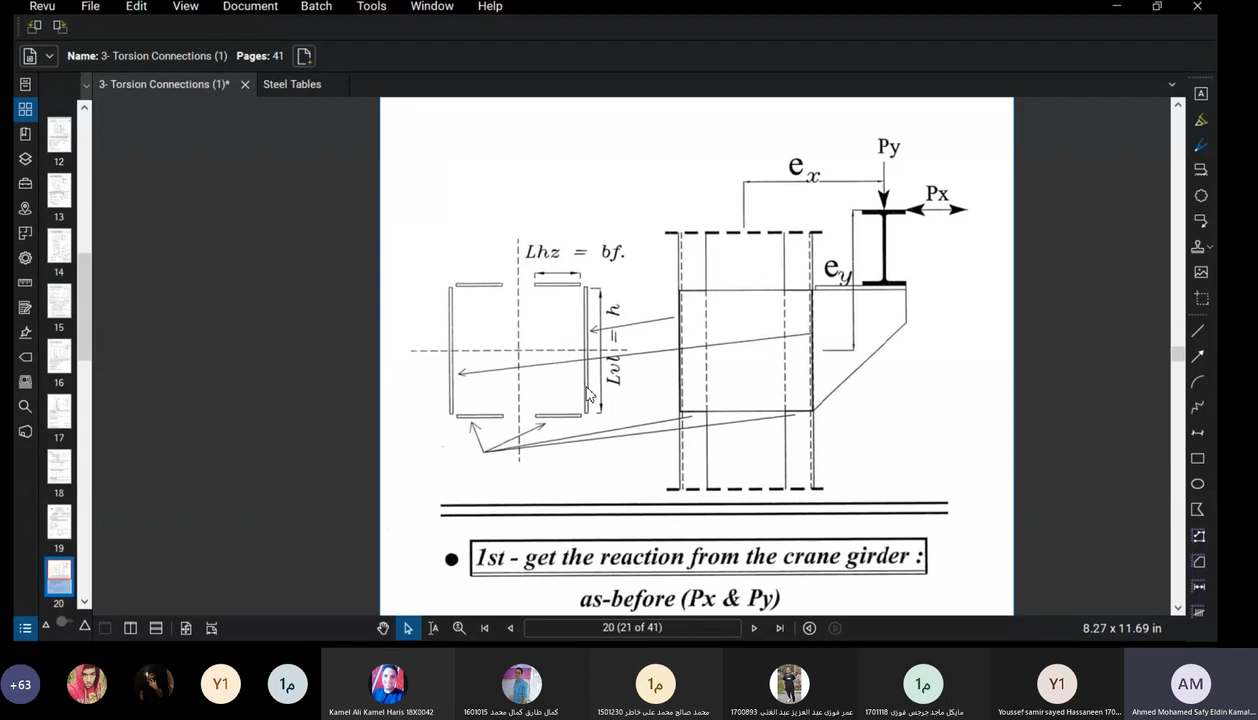 Revu File Edit View Document Batch Tools Window Help
Name: 3- Torsion Connections (1) Pages: 41
3- Torsion Connections (1)* Steel Tables
12
13
14
15
16
17
18
19
20
Py
ex
Px
Lhz = bf.
ey
Lvl = h
1st - get the reaction from the crane girder :
as-before (Px & Py)
20 (21 of 41)
8.27 x 11.69 in
+63
Y1
م1
Kamel Ali Kamel Haris 18X0042
كمال طارق كمال محمد 1601015
م1
محمد صالح محمد على خاطر 1501230
عمر فوزى عبد العزيز عبد الغنى 1700893
م1
مايكل ماجد جرجس فوزى 1701118
Y1
Youssef samir sayed Hassaneen 170...
AM
Ahmed Mohamed Safy Eldin Kamal...